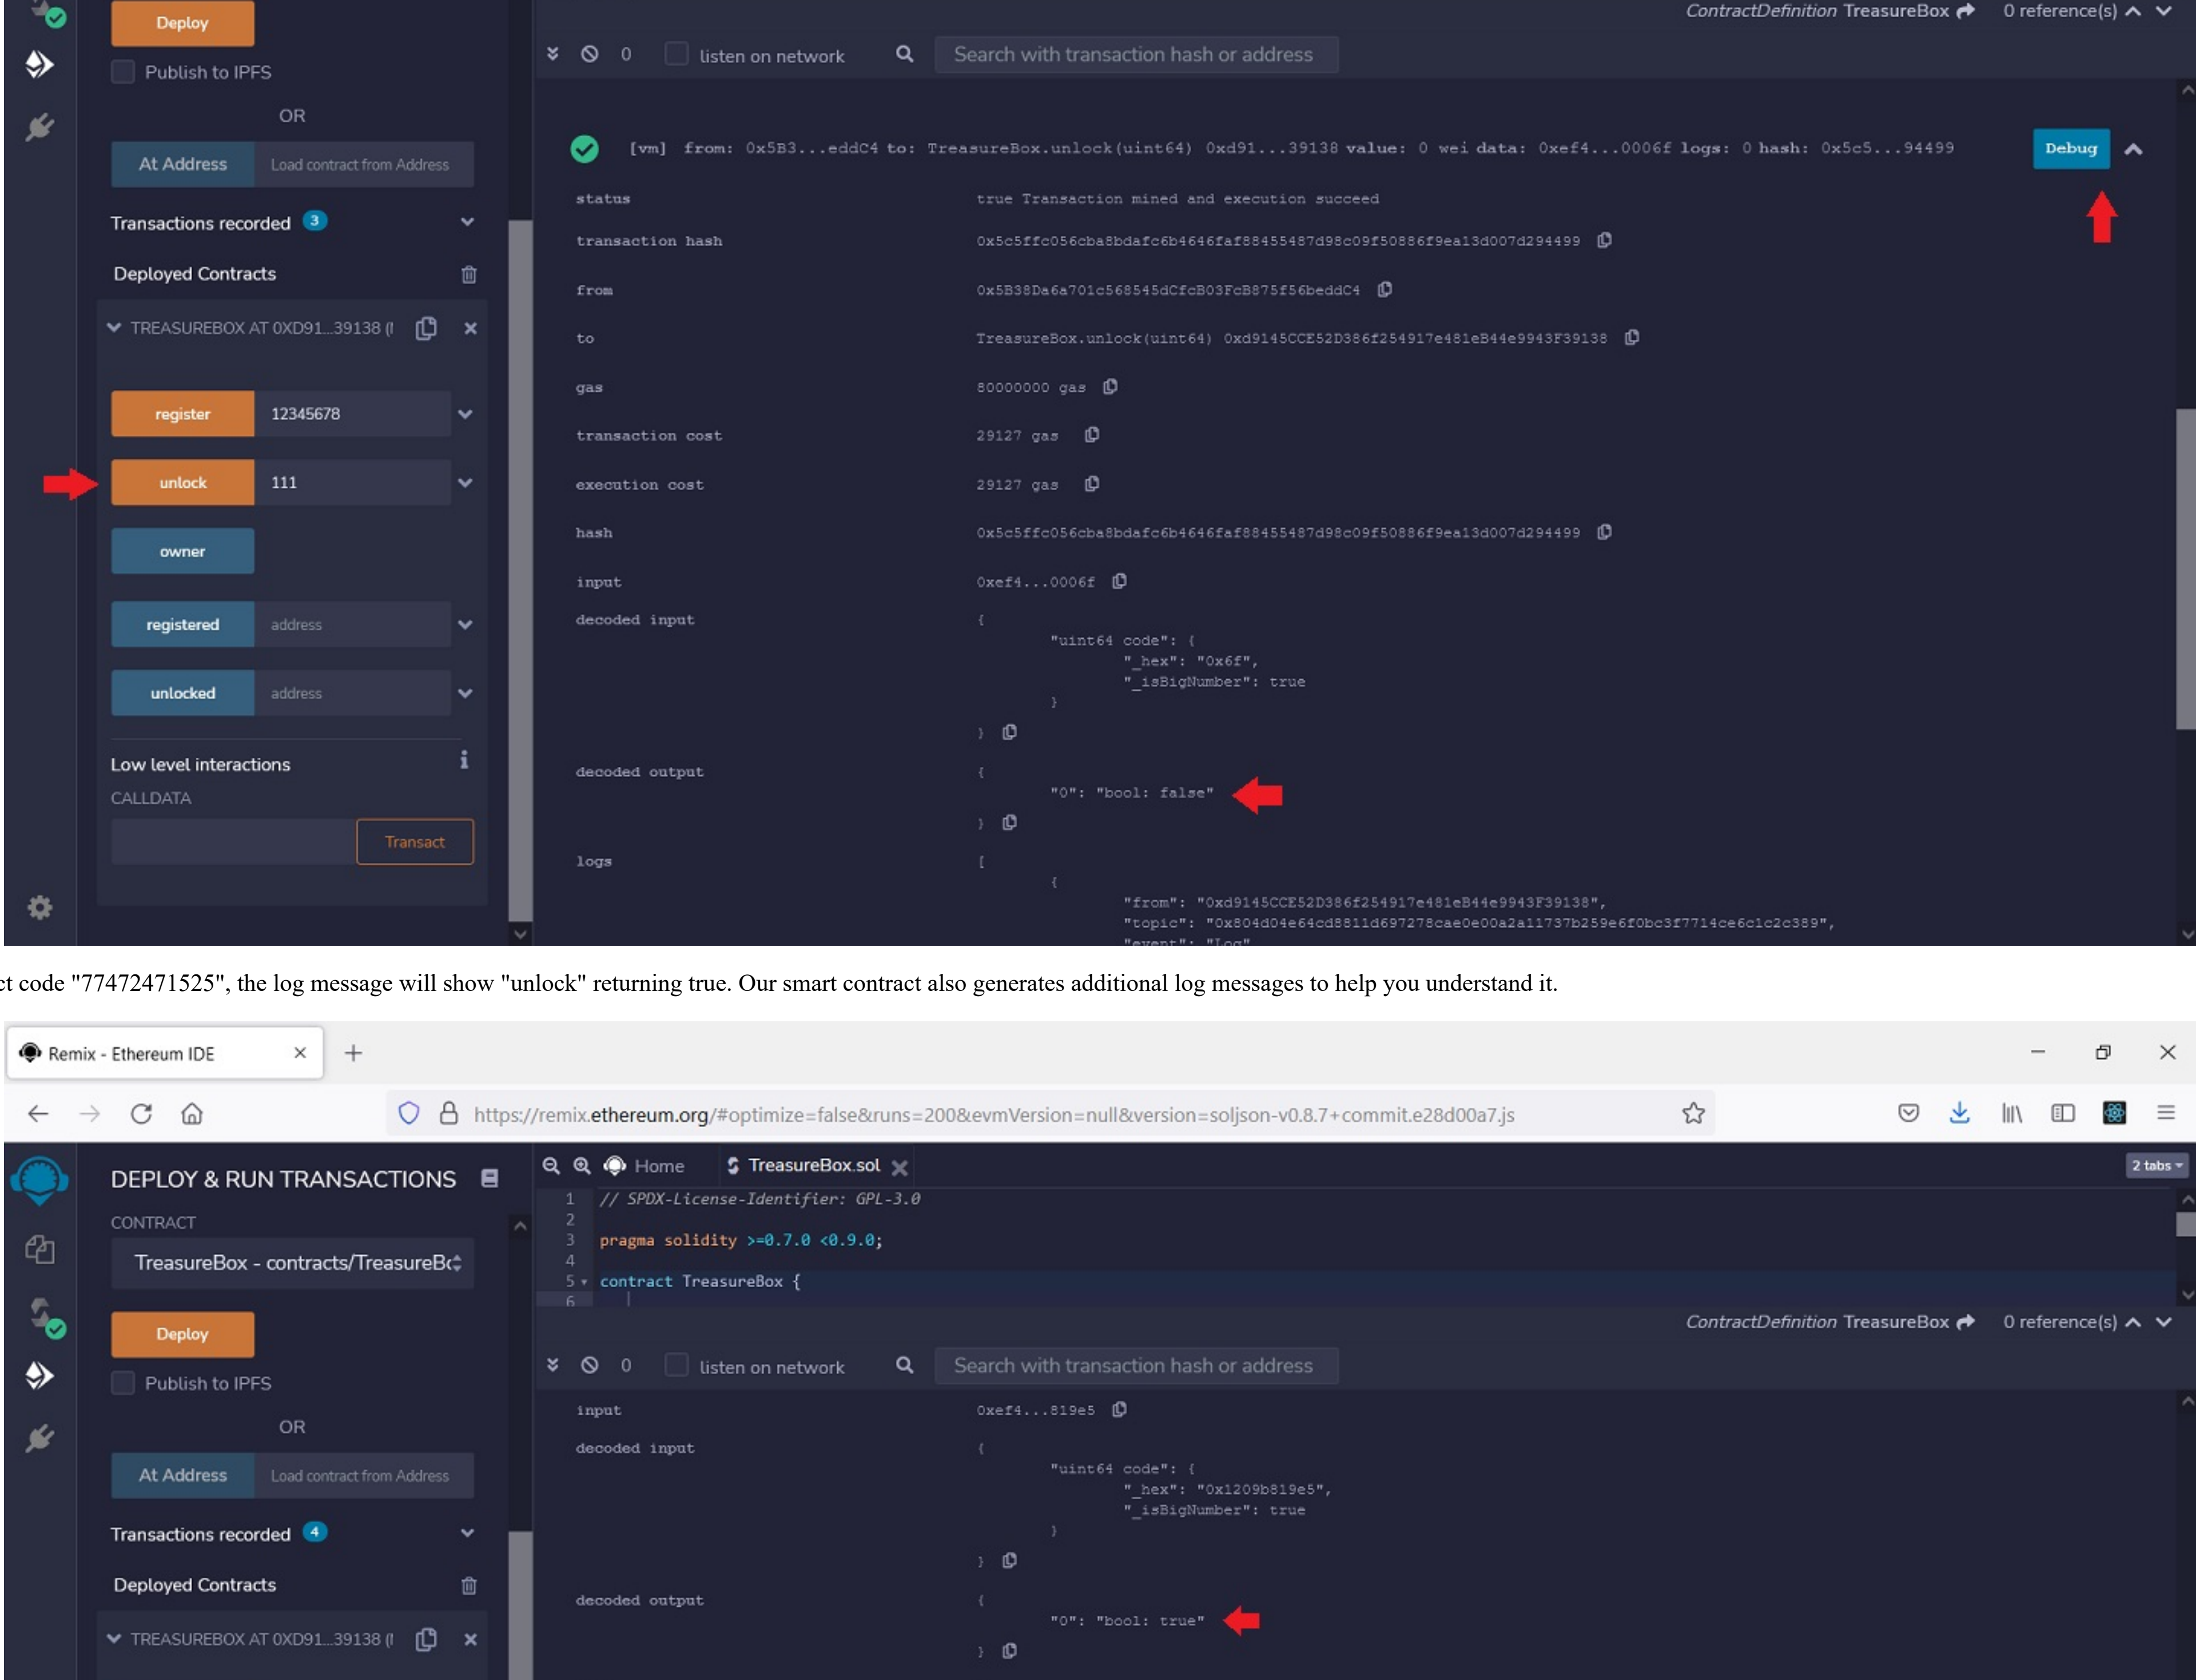 Deploy
Publish to IPFS
OR
At Address Load contract from Address
Transactions recorded 3
Deployed Contracts
TREASUREBOX AT 0XD91...39138 (
register 12345678
unlock 111
owner
registered address
unlocked address
Low level interactions i
CALLDATA
Transact
ContractDefinition TreasureBox 0 reference(s)
0 listen on network Search with transaction hash or address
[vm] from: 0x5B3...eddC4 to: TreasureBox.unlock(uint64) 0xd91...39138 value: 0 wei data: 0xef4...0006f logs: 0 hash: 0x5c5...94499 Debug
status true Transaction mined and execution succeed
transaction hash 0x5c5ffc056cba8bdafc6b4646faf88455487d98c09f50886f9ea13d007d294499
from 0x5B38Da6a701c568545dCfcB03FcB875f56beddC4
to TreasureBox.unlock(uint64) 0xd9145CCE52D386f254917e481eB44e9943F39138
gas 80000000 gas
transaction cost 29127 gas
execution cost 29127 gas
hash 0x5c5ffc056cba8bdafc6b4646faf88455487d98c09f50886f9ea13d007d294499
input 0xef4...0006f
decoded input {
"uint64 code": {
"_hex": "0x6f",
"_isBigNumber": true
}
}
decoded output {
"0": "bool: false"
}
logs [
{
"from": "0xd9145CCE52D386f254917e481eB44e9943F39138",
"topic": "0x804d04e64cd8811d697278cae0e00a2a11737b259e6f0bc3f7714ce6c1c2c389",
"event": "Log"
ct code "77472471525", the log message will show "unlock" returning true. Our smart contract also generates additional log messages to help you understand it.
Remix - Ethereum IDE
https://remix.ethereum.org/#optimize=false&runs=200&evmVersion=null&version=soljson-v0.8.7+commit.e28d00a7.js
DEPLOY & RUN TRANSACTIONS
CONTRACT
TreasureBox - contracts/TreasureBo
Deploy
Publish to IPFS
OR
At Address Load contract from Address
Transactions recorded 4
Deployed Contracts
TREASUREBOX AT 0XD91...39138 (
Home TreasureBox.sol 2 tabs
1 // SPDX-License-Identifier: GPL-3.0
2
3 pragma solidity >=0.7.0 <0.9.0;
4
5 contract TreasureBox {
6
ContractDefinition TreasureBox 0 reference(s)
0 listen on network Search with transaction hash or address
input 0xef4...819e5
decoded input {
"uint64 code": {
"_hex": "0x1209b819e5",
"_isBigNumber": true
}
}
decoded output {
"0": "bool: true"
}